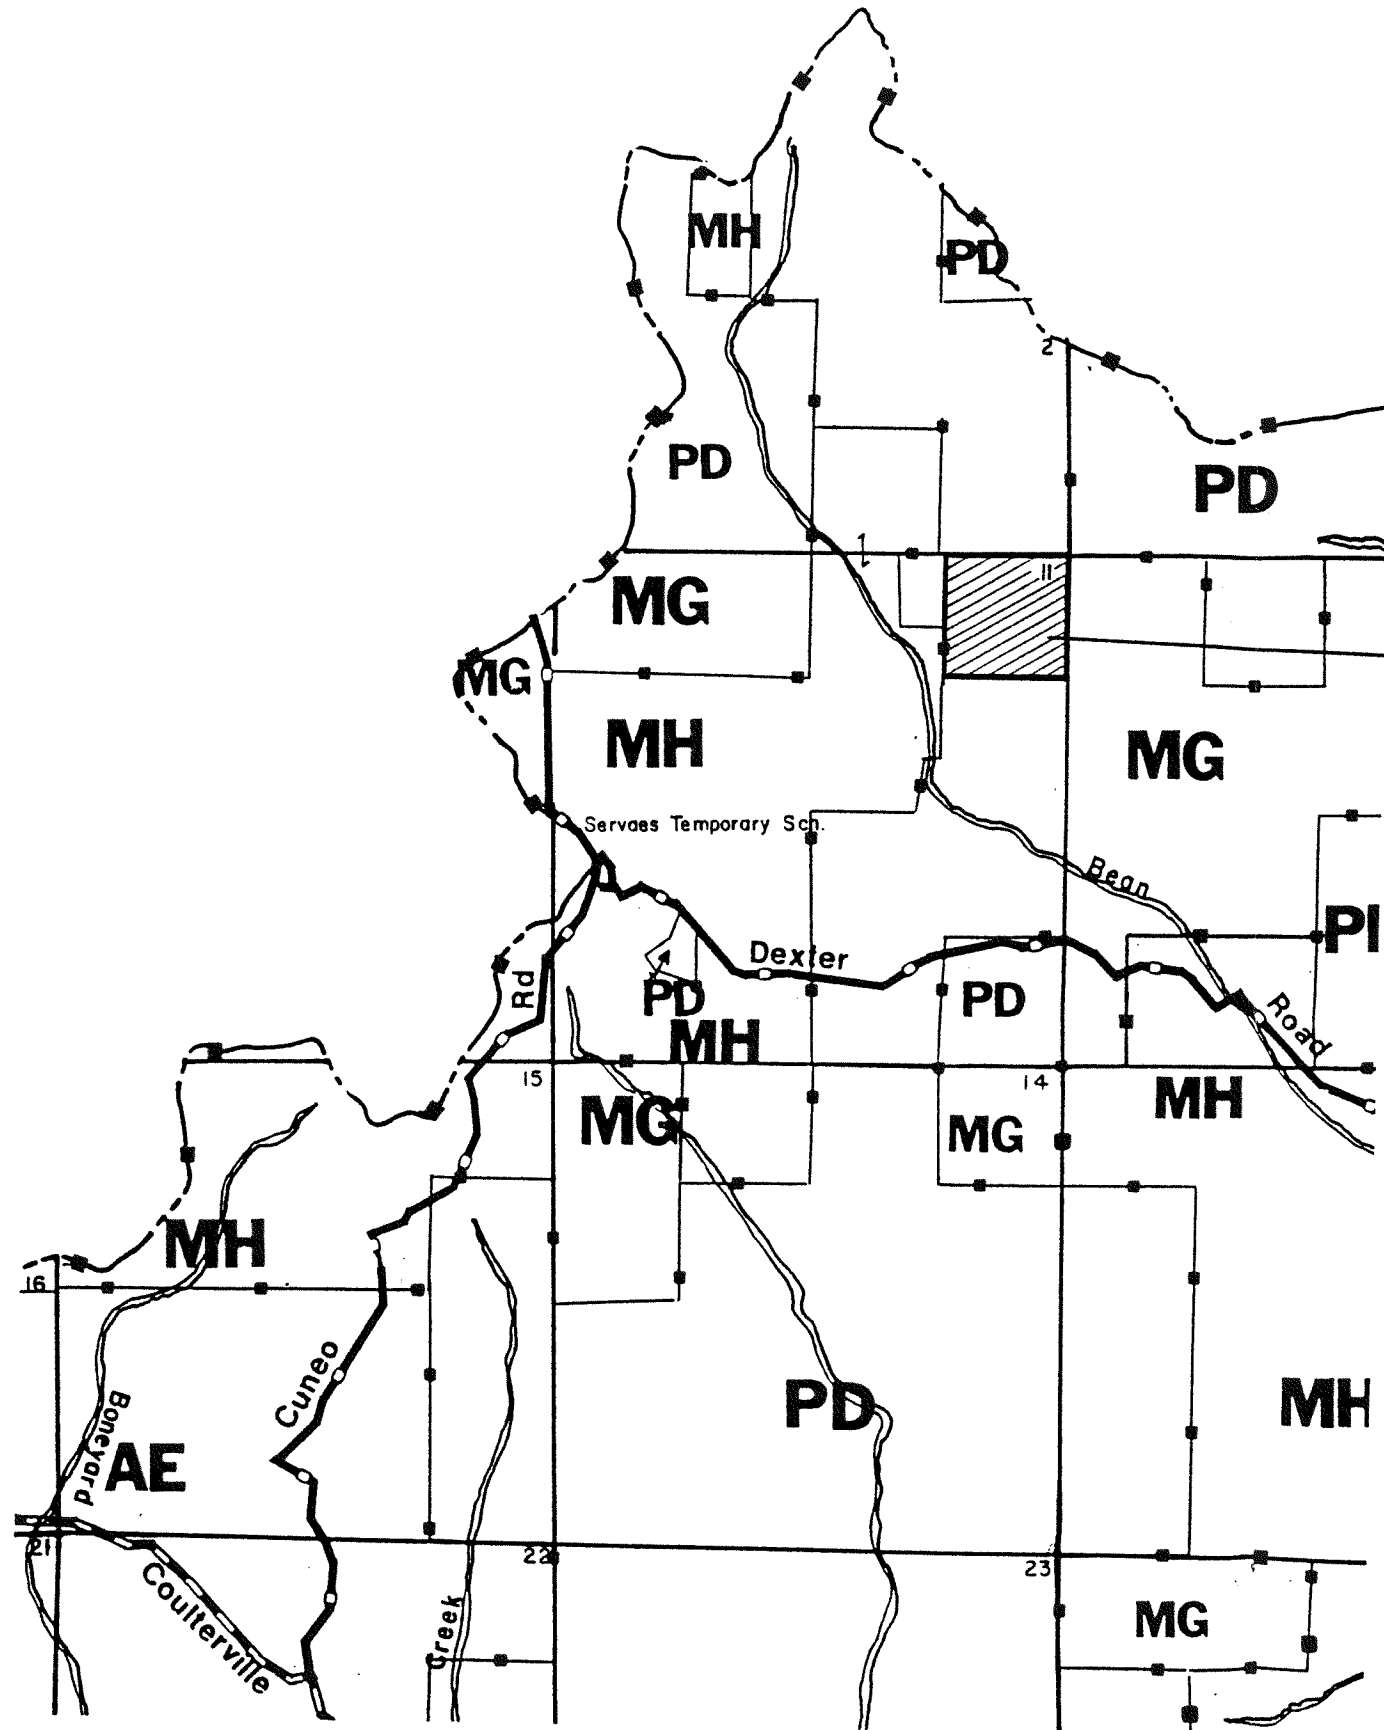 MH
PD
2
PD
PD
1
11
MG
MG
MH
MG
Servaes Temporary Sch.
Bean
PD
Dexter
Rd
PD
PD
Road
MH
15
14
MG
MH
MG
MH
16
Cuneo
PD
MH
Boneyard
AE
21
22
23
Coulterville
Creek
MG